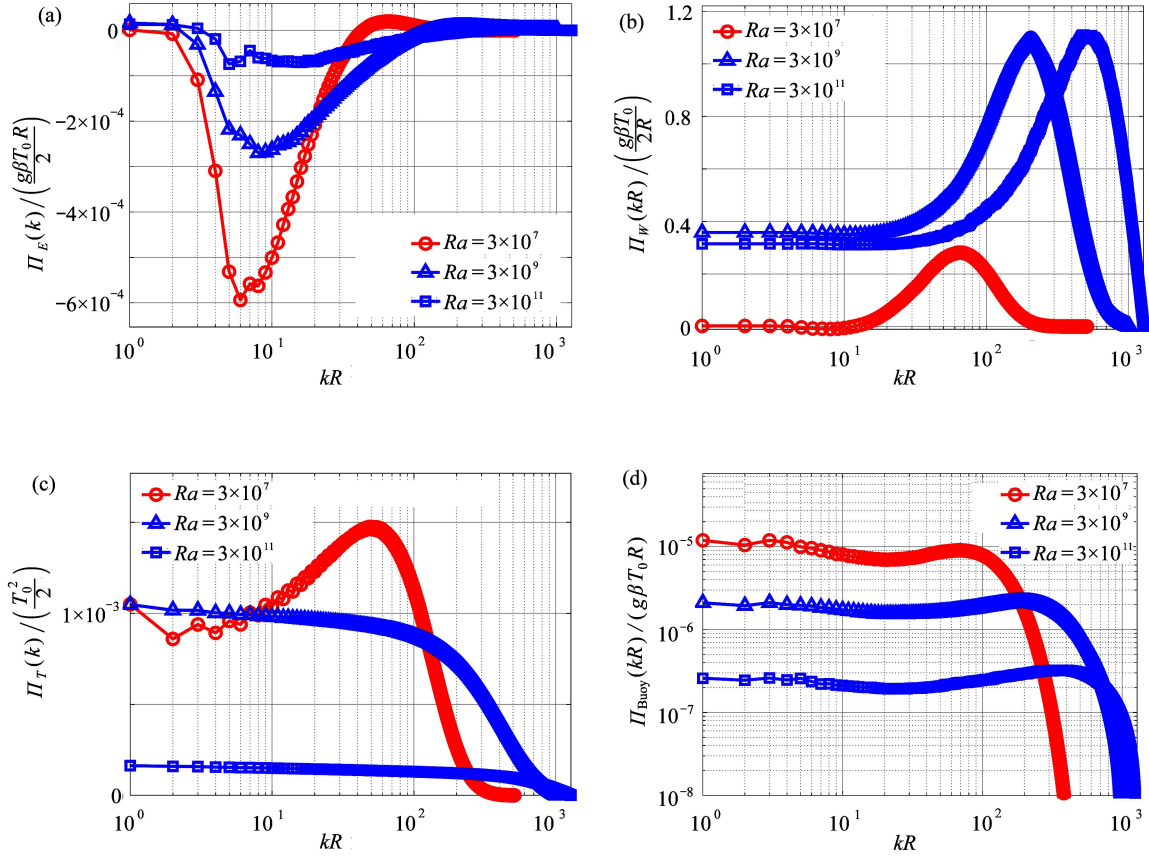 (a)
0
−2×10⁻⁴
−4×10⁻⁴
−6×10⁻⁴
Π_E(k) / (gβT₀R / 2)
Ra = 3×10⁷
Ra = 3×10⁹
Ra = 3×10¹¹
10⁰ 10¹ 10² 10³
kR
(b)
1.2
0.8
0.4
0
Π_W(kR) / (gβT₀ / 2R)
Ra = 3×10⁷
Ra = 3×10⁹
Ra = 3×10¹¹
10⁰ 10¹ 10² 10³
kR
(c)
1×10⁻³
0
Π_T(k) / (T₀² / 2)
Ra = 3×10⁷
Ra = 3×10⁹
Ra = 3×10¹¹
10⁰ 10¹ 10² 10³
kR
(d)
10⁻⁵
10⁻⁶
10⁻⁷
10⁻⁸
Π_Buoy(kR) / (gβT₀R)
Ra = 3×10⁷
Ra = 3×10⁹
Ra = 3×10¹¹
10⁰ 10¹ 10² 10³
kR